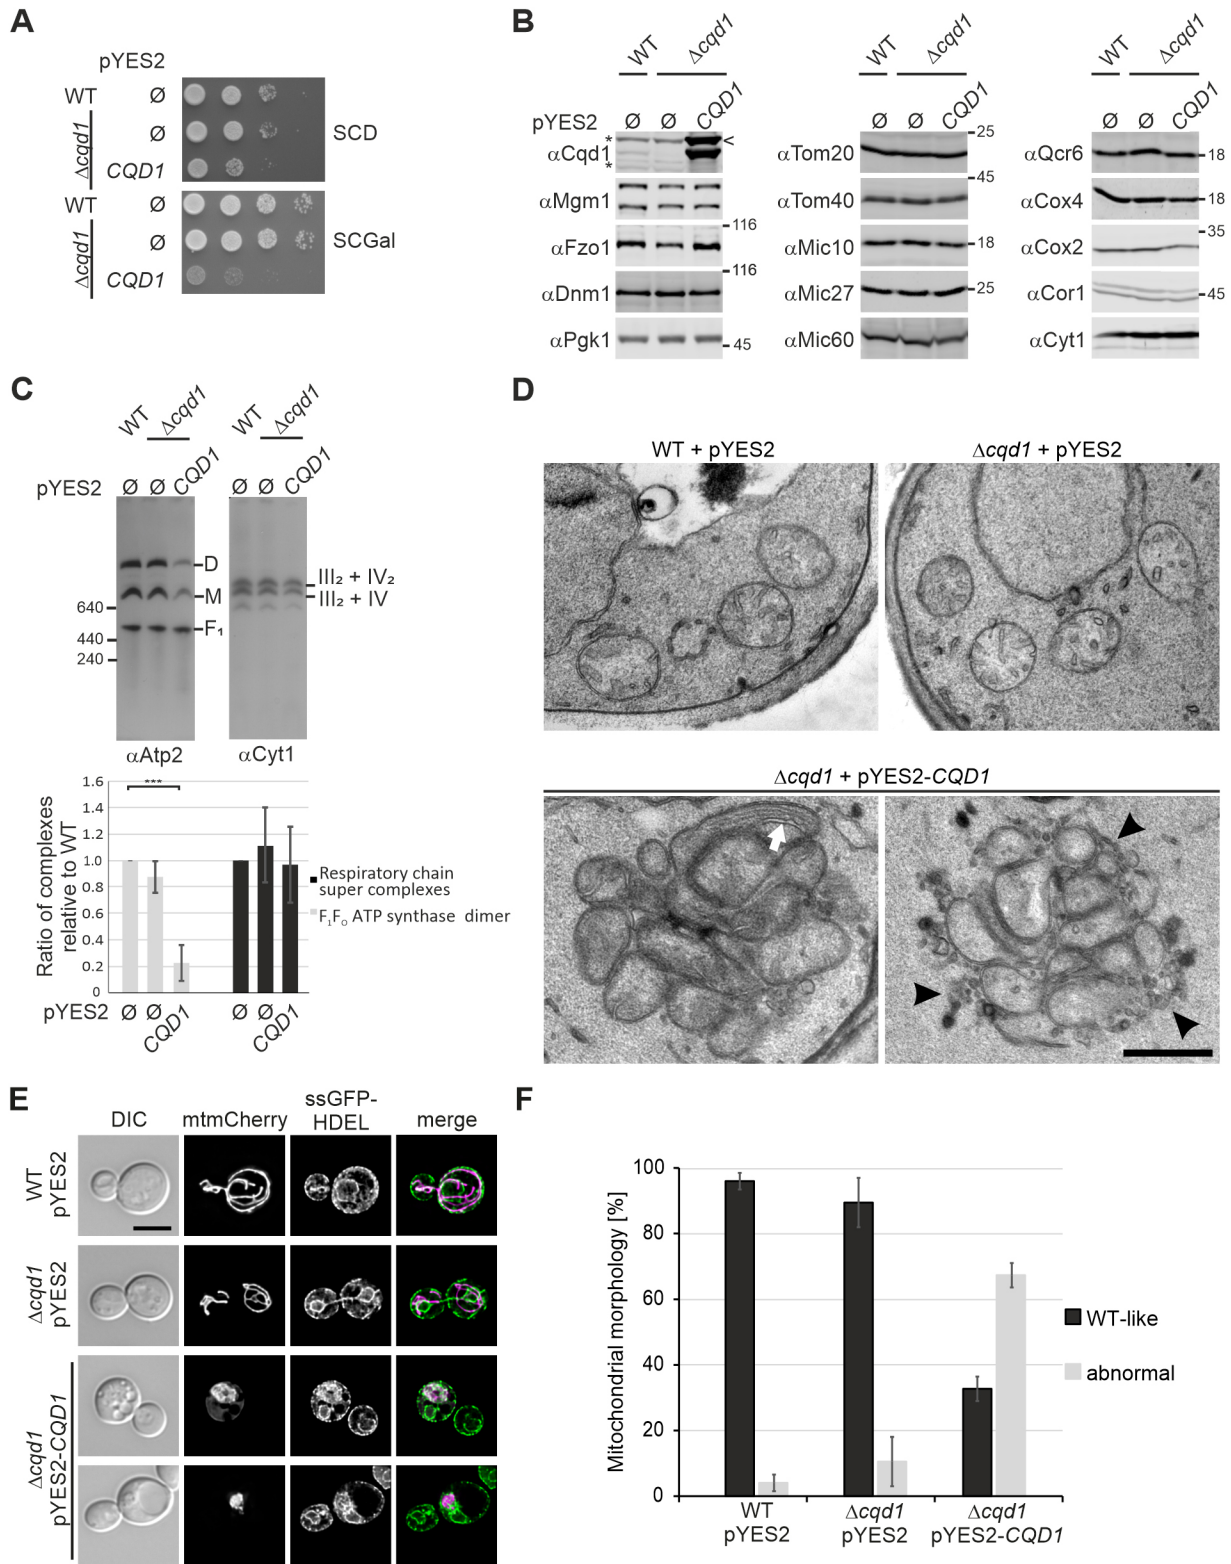 A
pYES2
WT Ø
Δcqd1
Ø
CQD1
SCD
WT Ø
Δcqd1
Ø
CQD1
SCGal
B
WT Δcqd1
pYES2 Ø Ø CQD1
* <
αCqd1
*
αMgm1
116
αFzo1
116
αDnm1
αPgk1
45
WT Δcqd1
Ø Ø CQD1
25
αTom20
45
αTom40
αMic10
18
αMic27
25
αMic60
WT Δcqd1
Ø Ø CQD1
αQcr6
18
αCox4
18
35
αCox2
αCor1
45
αCyt1
C
WT Δcqd1
pYES2 Ø Ø CQD1
640
440
240
D
M
F₁
αAtp2
WT Δcqd1
Ø Ø CQD1
III₂ + IV₂
III₂ + IV
αCyt1
Ratio of complexes
relative to WT
1.6
1.4
1.2
1.0
0.8
0.6
0.4
0.2
0
***
Respiratory chain
super complexes
F₁F₀ ATP synthase dimer
pYES2 Ø Ø CQD1 Ø Ø CQD1
D
WT + pYES2
Δcqd1 + pYES2
Δcqd1 + pYES2-CQD1
E
DIC mtmCherry ssGFP-
HDEL merge
WT
pYES2
Δcqd1
pYES2
Δcqd1
pYES2-CQD1
F
Mitochondrial morphology [%]
100
80
60
40
20
0
WT
pYES2
Δcqd1
pYES2
Δcqd1
pYES2-CQD1
WT-like
abnormal